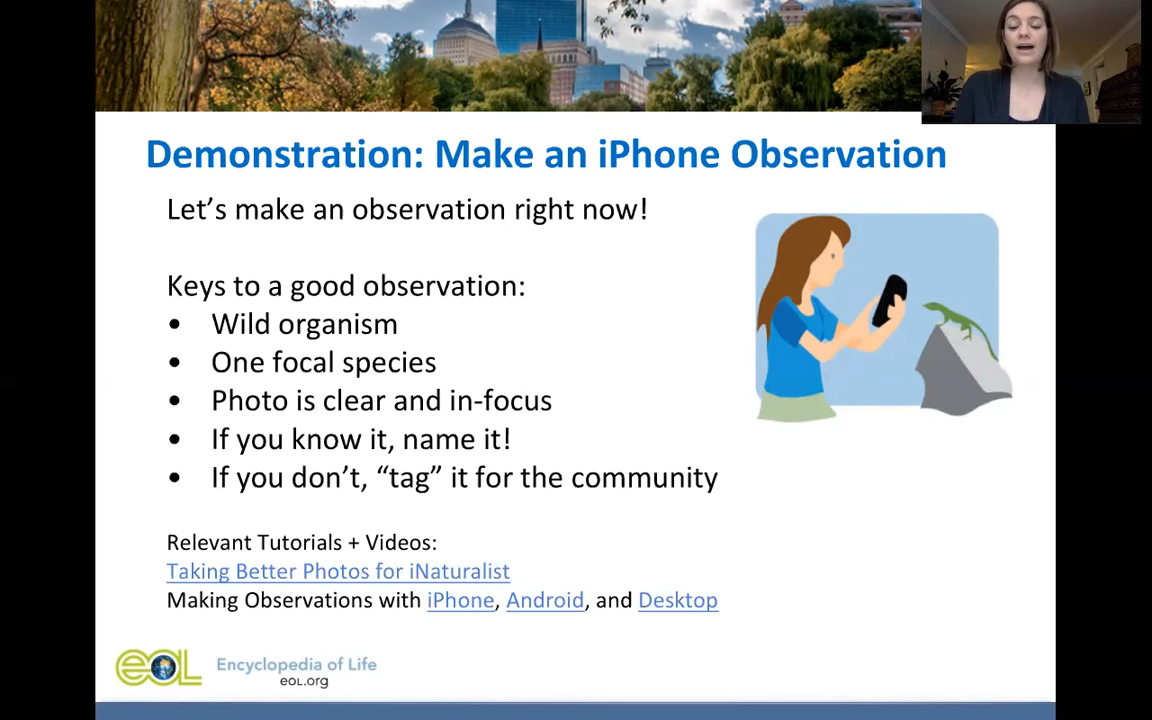 Demonstration: Make an iPhone Observation
Let's make an observation right now!
Keys to a good observation:
• Wild organism
• One focal species
• Photo is clear and in-focus
• If you know it, name it!
• If you don't, “tag” it for the community
Relevant Tutorials + Videos:
Taking Better Photos for iNaturalist
Making Observations with iPhone, Android, and Desktop
eOL Encyclopedia of Life
eOL.org